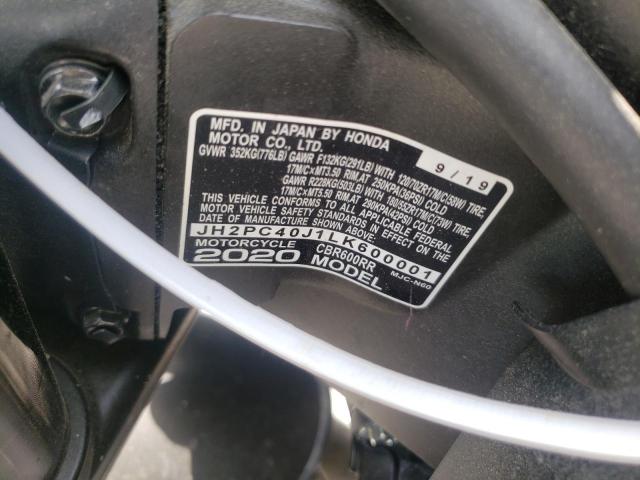 MFD. IN JAPAN BY HONDA
MOTOR CO., LTD. 9/19
GVWR 352KG(776LB) GAWR F132KG(291LB) WITH 120/70ZR17M/C(58W) TIRE
17M/C×MT3.50 RIM AT 250KPA(36PSI) COLD
GAWR R228KG(503LB) WITH 180/55ZR17M/C(73W) TIRE
17M/C×MT5.50 RIM AT 290KPA(42PSI) COLD
THIS VEHICLE CONFORMS TO ALL APPLICABLE FEDERAL
MOTOR VEHICLE SAFETY STANDARDS IN EFFECT ON THE
DATE OF MANUFACTURE SHOWN ABOVE.
JH2PC40J1LK600001
MOTORCYCLE CBR600RR MJC-N60
2020 MODEL